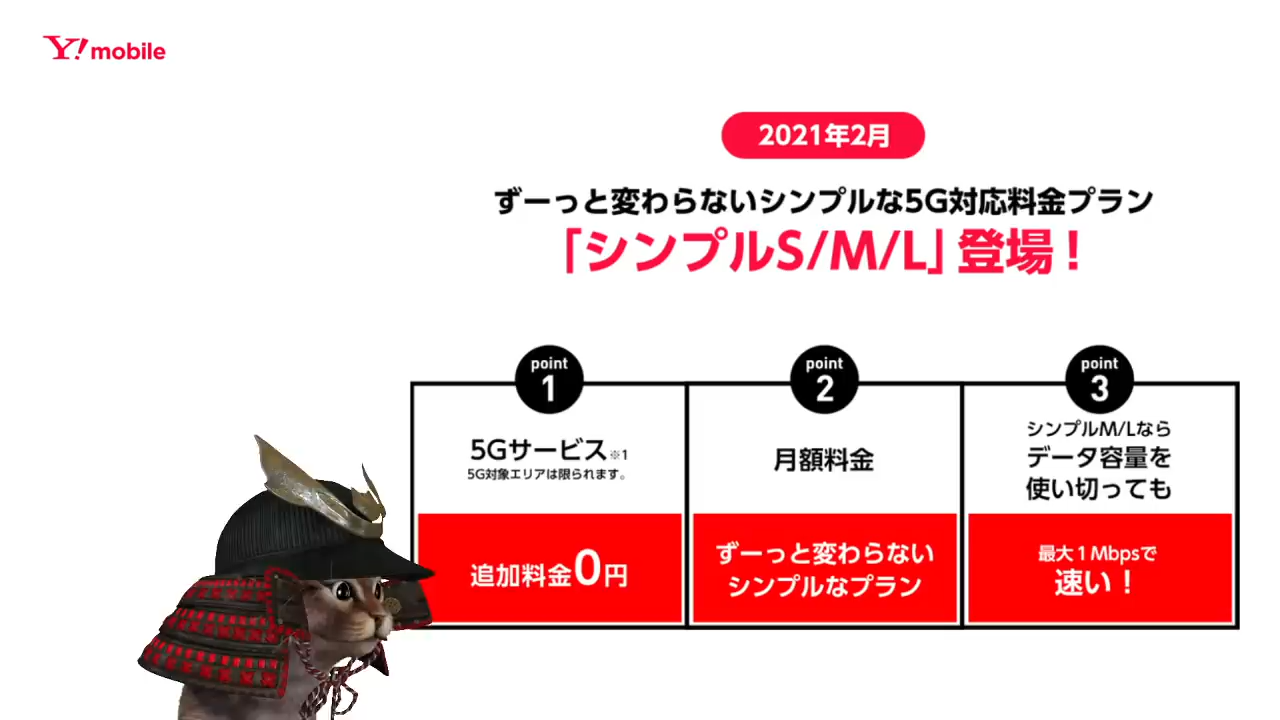 Y!mobile
2021年2月
ずーっと変わらないシンプルな5G対応料金プラン
「シンプルS/M/L」登場！
point
1
5Gサービス※1
5G対象エリアは限られます。
追加料金0円
point
2
月額料金
ずーっと変わらない
シンプルなプラン
point
3
シンプルM/Lなら
データ容量を
使い切っても
最大1Mbpsで
速い！